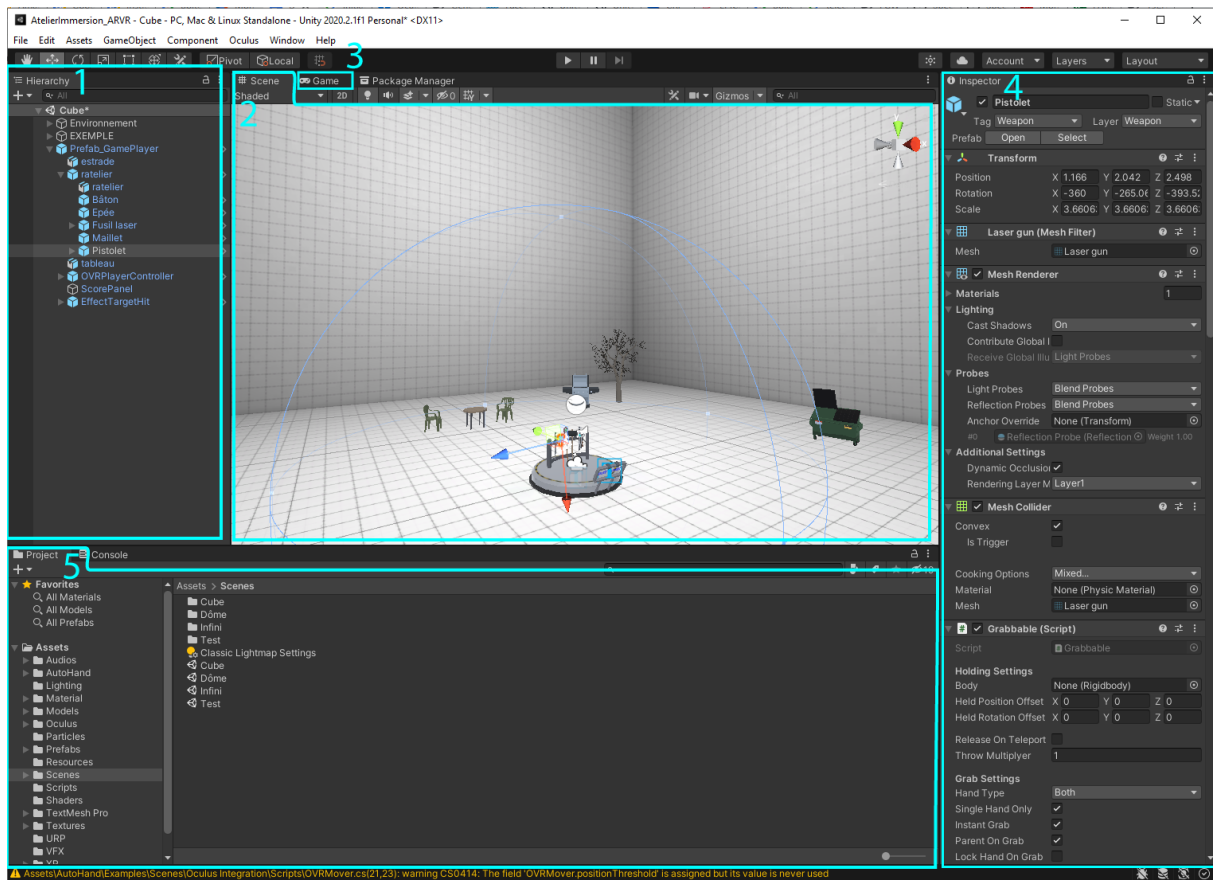 AtelierImmersion_ARVR - Cube - PC, Mac & Linux Standalone - Unity 2020.2.1f1 Personal* <DX11>
File Edit Assets GameObject Component Oculus Window Help
Pivot Local Account Layers Layout
1
Hierarchy
All
Cube*
Environnement
EXEMPLE
Prefab_GamePlayer
estrade
ratelier
ratelier
Bâton
Epée
Fusil laser
Maillet
Pistolet
tableau
OVRPlayerController
ScorePanel
EffectTargetHit
2
3
Scene Game Package Manager
Shaded 2D 0 Gizmos All
4
Inspector
Pistolet Static
Tag Weapon Layer Weapon
Prefab Open Select
Transform
Position X 1.166 Y 2.042 Z 2.498
Rotation X -360 Y -265.06 Z -393.52
Scale X 3.6606 Y 3.6606 Z 3.6606
Laser gun (Mesh Filter)
Mesh Laser gun
Mesh Renderer
Materials 1
Lighting
Cast Shadows On
Contribute Global I
Receive Global Illu Light Probes
Probes
Light Probes Blend Probes
Reflection Probes Blend Probes
Anchor Override None (Transform)
#0 Reflection Probe (Reflection Weight 1.00
Additional Settings
Dynamic Occlusion
Rendering Layer M Layer1
Mesh Collider
Convex
Is Trigger
Cooking Options Mixed...
Material None (Physic Material)
Mesh Laser gun
# Grabbable (Script)
Script Grabbable
Holding Settings
Body None (Rigidbody)
Held Position Offset X 0 Y 0 Z 0
Held Rotation Offset X 0 Y 0 Z 0
Release On Teleport
Throw Multiplyer 1
Grab Settings
Hand Type Both
Single Hand Only
Instant Grab
Parent On Grab
Lock Hand On Grab
5
Project Console
Favorites
All Materials
All Models
All Prefabs
Assets
Audios
AutoHand
Lighting
Material
Models
Oculus
Particles
Prefabs
Resources
Scenes
Scripts
Shaders
TextMesh Pro
Textures
URP
VFX
XR
Assets > Scenes
Cube
Dôme
Infini
Test
Classic Lightmap Settings
Cube
Dôme
Infini
Test
Assets\AutoHand\Examples\Scenes\Oculus Integration\Scripts\OVRMover.cs(21,23): warning CS0414: The field 'OVRMover.positionThreshold' is assigned but its value is never used